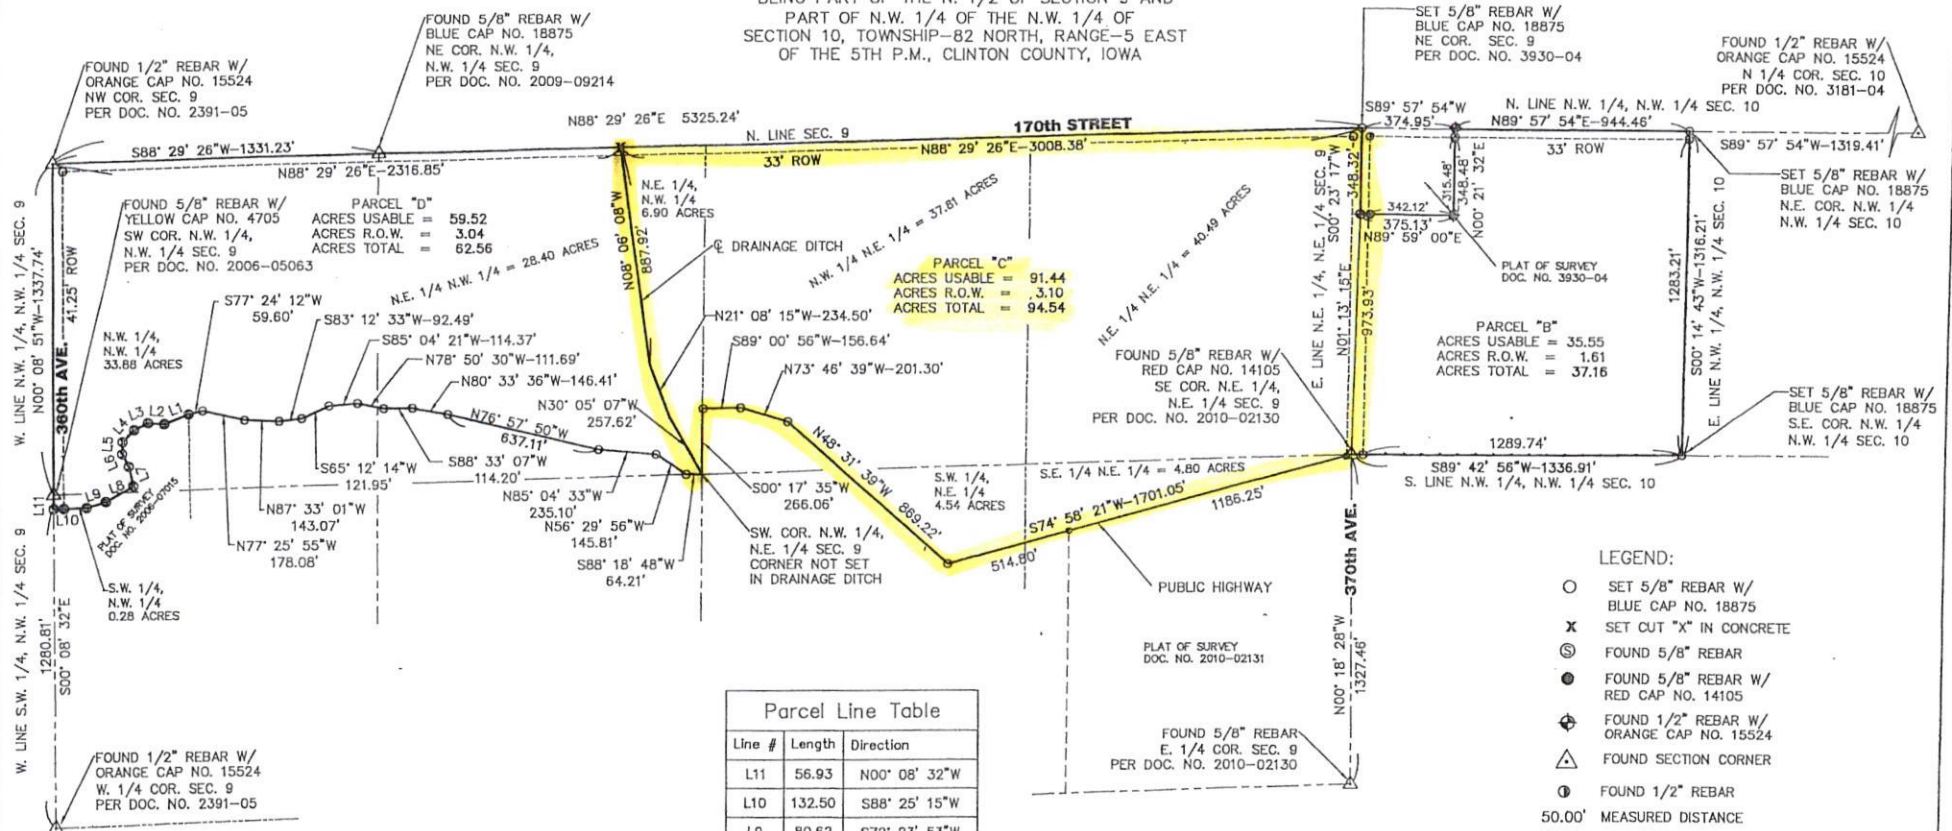 PART OF N.W. 1/4 OF THE N.W. 1/4 OF
SECTION 10, TOWNSHIP-82 NORTH, RANGE-5 EAST
OF THE 5TH P.M., CLINTON COUNTY, IOWA
FOUND 1/2" REBAR W/
ORANGE CAP NO. 15524
NW COR. SEC. 9
PER DOC. NO. 2391-05
FOUND 5/8" REBAR W/
BLUE CAP NO. 18875
NE COR. N.W. 1/4,
N.W. 1/4 SEC. 9
PER DOC. NO. 2009-09214
SET 5/8" REBAR W/
BLUE CAP NO. 18875
NE COR. SEC. 9
PER DOC. NO. 3930-04
FOUND 1/2" REBAR W/
ORANGE CAP NO. 15524
N 1/4 COR. SEC. 10
PER DOC. NO. 3181-04
N88° 29' 26"E 5325.24'
N. LINE SEC. 9
170th STREET
S89° 57' 54"W
374.95'
N. LINE N.W. 1/4, N.W. 1/4 SEC. 10
N89° 57' 54"E-944.46'
33' ROW
S89° 57' 54"W-1319.41'
S88° 29' 26"W-1331.23'
N88° 29' 26"E-2316.85'
33' ROW
N88° 29' 26"E-3008.38'
SET 5/8" REBAR W/
BLUE CAP NO. 18875
N.E. COR. N.W. 1/4
N.W. 1/4 SEC. 10
FOUND 5/8" REBAR W/
YELLOW CAP NO. 4705
SW COR. N.W. 1/4,
N.W. 1/4 SEC. 9
PER DOC. NO. 2006-05063
PARCEL "D"
ACRES USABLE = 59.52
ACRES R.O.W. = 3.04
ACRES TOTAL = 62.56
N.E. 1/4,
N.W. 1/4
6.90 ACRES
N08° 06' 08"W
887.92'
℄ DRAINAGE DITCH
N.E. 1/4 N.W. 1/4 = 28.40 ACRES
N.W. 1/4 N.E. 1/4 = 37.81 ACRES
N.E. 1/4 N.E. 1/4 = 40.49 ACRES
PARCEL "C"
ACRES USABLE = 91.44
ACRES R.O.W. = 3.10
ACRES TOTAL = 94.54
E. LINE N.E. 1/4, N.E. 1/4 SEC. 9
S00° 23' 17"W
348.32'
N01° 13' 15"E
973.93'
342.12'
375.13'
N89° 59' 00"E
315.48'
348.48'
N00° 21' 32"E
PLAT OF SURVEY
DOC. NO. 3930-04
PARCEL "B"
ACRES USABLE = 35.55
ACRES R.O.W. = 1.61
ACRES TOTAL = 37.16
1283.21'
S00° 14' 43"W-1316.21'
E. LINE N.W. 1/4, N.W. 1/4 SEC. 10
W. LINE N.W. 1/4, N.W. 1/4 SEC. 9
N00° 08' 51"W-1337.74'
360th AVE.
41.25' ROW
N.W. 1/4,
N.W. 1/4
33.88 ACRES
S77° 24' 12"W
59.60'
S83° 12' 33"W-92.49'
S85° 04' 21"W-114.37'
N78° 50' 30"W-111.69'
N80° 33' 36"W-146.41'
N76° 57' 50"W
637.11'
N21° 08' 15"W-234.50'
S89° 00' 56"W-156.64'
N73° 46' 39"W-201.30'
N30° 05' 07"W
257.62'
FOUND 5/8" REBAR W/
RED CAP NO. 14105
SE COR. N.E. 1/4,
N.E. 1/4 SEC. 9
PER DOC. NO. 2010-02130
SET 5/8" REBAR W/
BLUE CAP NO. 18875
S.E. COR. N.W. 1/4
N.W. 1/4 SEC. 10
L1
L2
L3
L4
L5
L6
L7
L8
L9
L10
L11
PLAT OF SURVEY
DOC. NO. 2006-07015
S65° 12' 14"W
121.95'
S88° 33' 07"W
114.20'
N87° 33' 01"W
143.07'
N77° 25' 55"W
178.08'
N85° 04' 33"W
235.10'
N56° 29' 56"W
145.81'
S88° 18' 48"W
64.21'
S00° 17' 35"W
266.06'
N48° 31' 39"W
869.22'
S.W. 1/4,
N.E. 1/4
4.54 ACRES
S.E. 1/4 N.E. 1/4 = 4.80 ACRES
1289.74'
S89° 42' 56"W-1336.91'
S. LINE N.W. 1/4, N.W. 1/4 SEC. 10
S74° 58' 21"W-1701.05'
1186.25'
514.80'
SW. COR. N.W. 1/4,
N.E. 1/4 SEC. 9
CORNER NOT SET
IN DRAINAGE DITCH
PUBLIC HIGHWAY
370th AVE.
S.W. 1/4,
N.W. 1/4
0.28 ACRES
W. LINE S.W. 1/4, N.W. 1/4 SEC. 9
1280.81'
S00° 08' 32"E
PLAT OF SURVEY
DOC. NO. 2010-02131
N00° 18' 28"W
1327.46'
FOUND 5/8" REBAR
E. 1/4 COR. SEC. 9
PER DOC. NO. 2010-02130
FOUND 1/2" REBAR W/
ORANGE CAP NO. 15524
W. 1/4 COR. SEC. 9
PER DOC. NO. 2391-05
Parcel Line Table
Line # Length Direction
L11 56.93 N00° 08' 32"W
L10 132.50 S88° 25' 15"W
LEGEND:
SET 5/8" REBAR W/
BLUE CAP NO. 18875
X SET CUT "X" IN CONCRETE
Ⓢ FOUND 5/8" REBAR
FOUND 5/8" REBAR W/
RED CAP NO. 14105
FOUND 1/2" REBAR W/
ORANGE CAP NO. 15524
FOUND SECTION CORNER
FOUND 1/2" REBAR
50.00' MEASURED DISTANCE